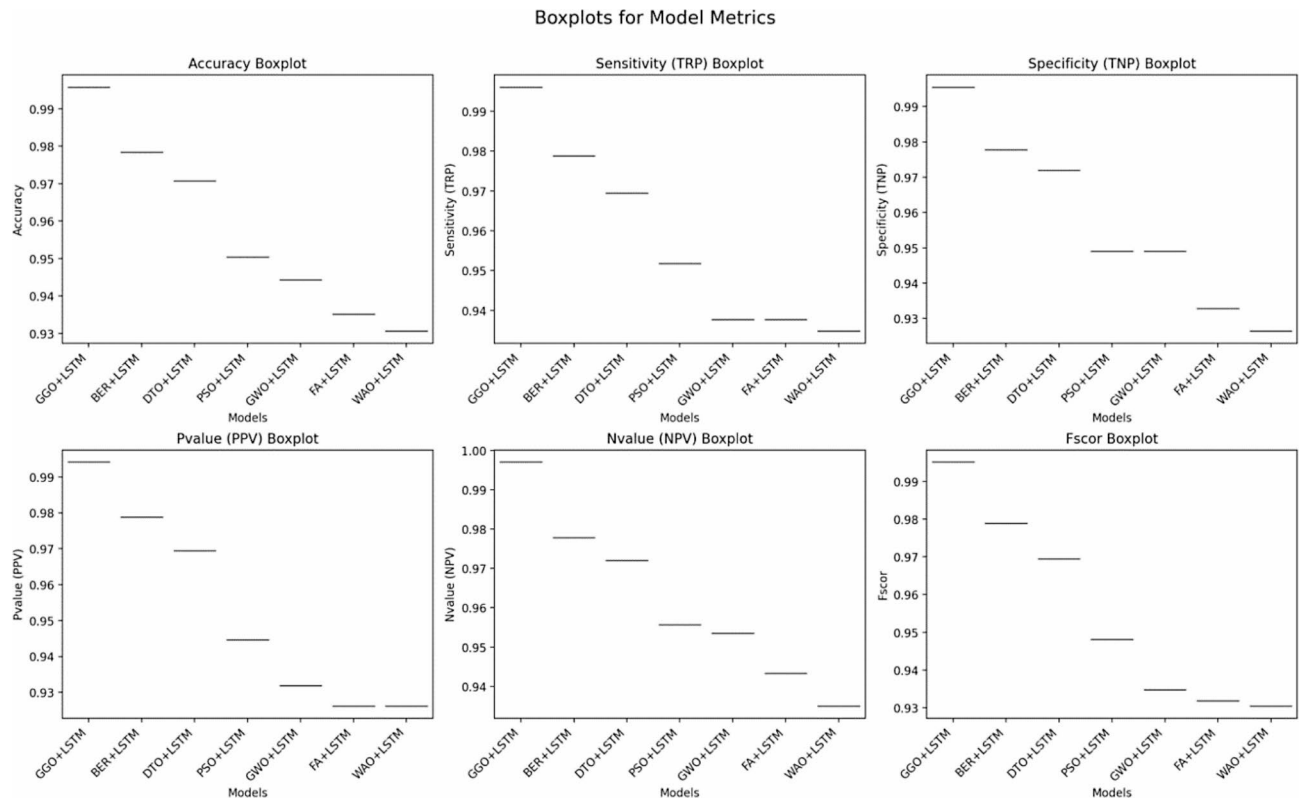 Boxplots for Model Metrics
Accuracy Boxplot
Accuracy
0.99
0.98
0.97
0.96
0.95
0.94
0.93
GGO+LSTM
BER+LSTM
DTO+LSTM
PSO+LSTM
GWO+LSTM
FA+LSTM
WAO+LSTM
Models
Sensitivity (TRP) Boxplot
Sensitivity (TRP)
0.99
0.98
0.97
0.96
0.95
0.94
GGO+LSTM
BER+LSTM
DTO+LSTM
PSO+LSTM
GWO+LSTM
FA+LSTM
WAO+LSTM
Models
Specificity (TNP) Boxplot
Specificity (TNP)
0.99
0.98
0.97
0.96
0.95
0.94
0.93
GGO+LSTM
BER+LSTM
DTO+LSTM
PSO+LSTM
GWO+LSTM
FA+LSTM
WAO+LSTM
Models
Pvalue (PPV) Boxplot
Pvalue (PPV)
0.99
0.98
0.97
0.96
0.95
0.94
0.93
GGO+LSTM
BER+LSTM
DTO+LSTM
PSO+LSTM
GWO+LSTM
FA+LSTM
WAO+LSTM
Models
Nvalue (NPV) Boxplot
Nvalue (NPV)
1.00
0.99
0.98
0.97
0.96
0.95
0.94
GGO+LSTM
BER+LSTM
DTO+LSTM
PSO+LSTM
GWO+LSTM
FA+LSTM
WAO+LSTM
Models
Fscor Boxplot
Fscor
0.99
0.98
0.97
0.96
0.95
0.94
0.93
GGO+LSTM
BER+LSTM
DTO+LSTM
PSO+LSTM
GWO+LSTM
FA+LSTM
WAO+LSTM
Models